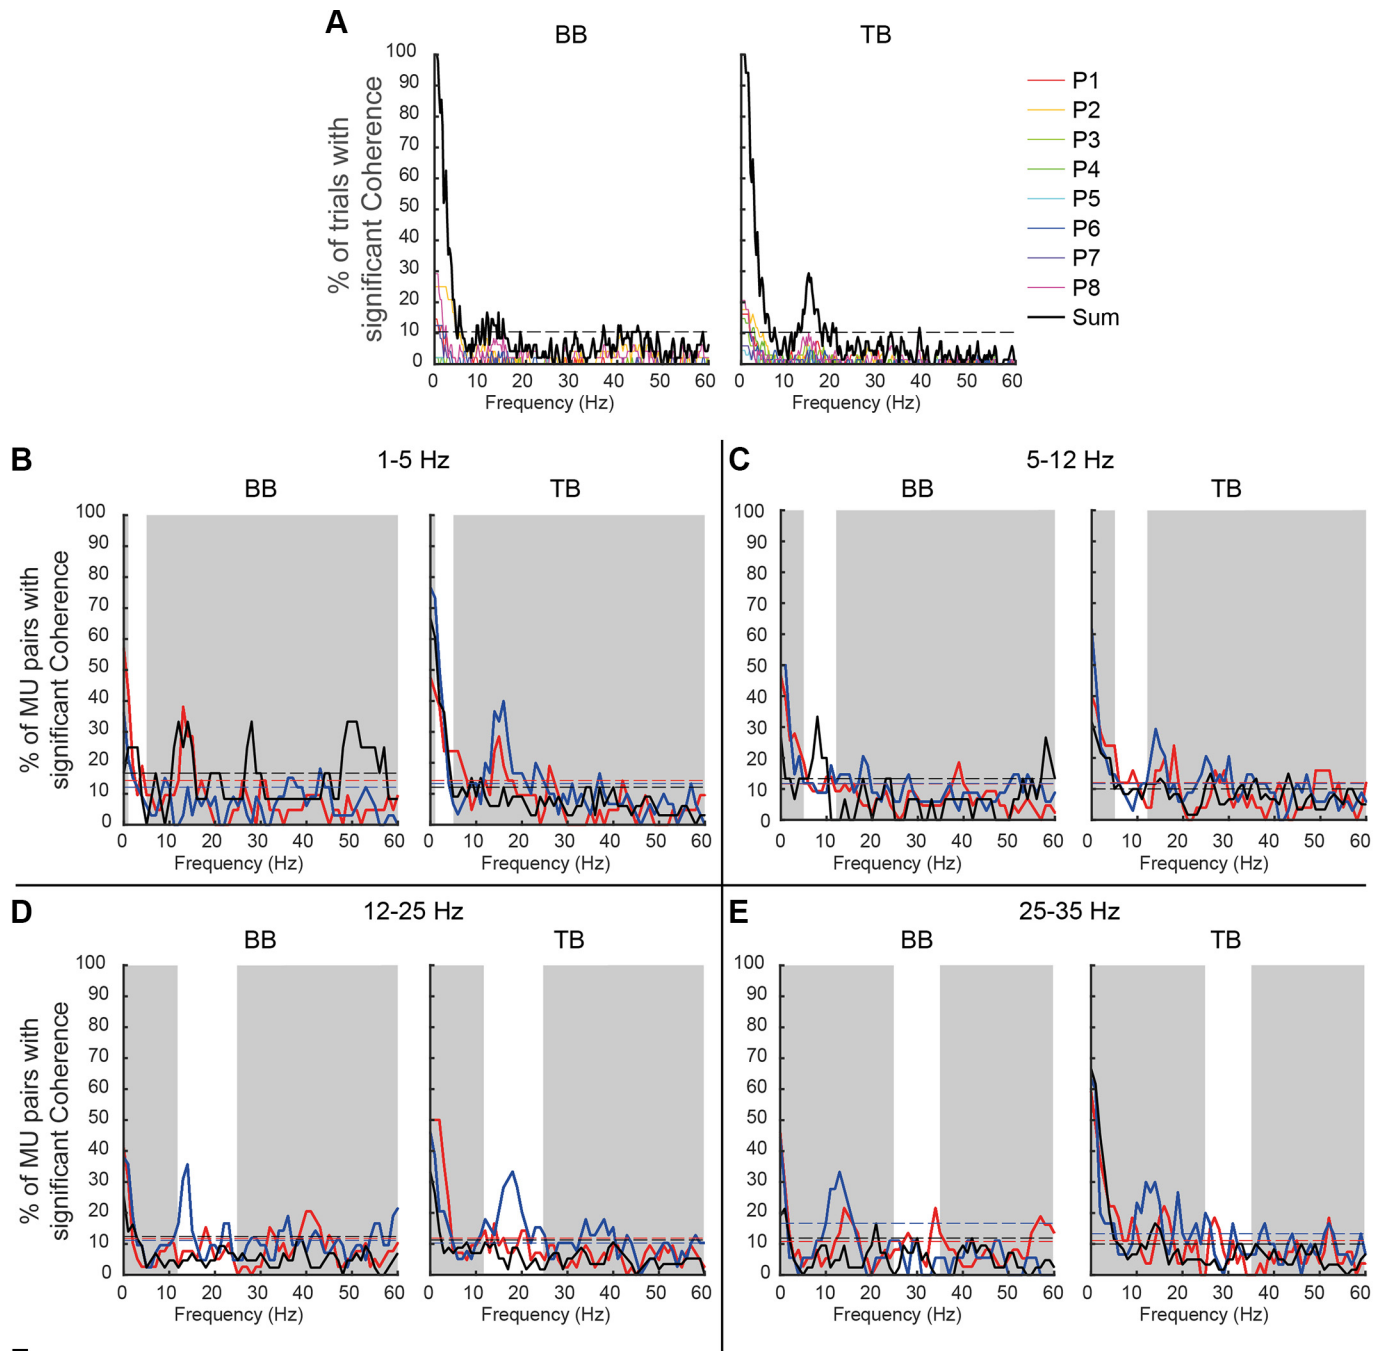 A
BB
TB
% of trials with
significant Coherence
100
90
80
70
60
50
40
30
20
10
0
0 10 20 30 40 50 60
Frequency (Hz)
0 10 20 30 40 50 60
Frequency (Hz)
P1
P2
P3
P4
P5
P6
P7
P8
Sum
B
1-5 Hz
BB
TB
% of MU pairs with
significant Coherence
100
90
80
70
60
50
40
30
20
10
0
0 10 20 30 40 50 60
Frequency (Hz)
0 10 20 30 40 50 60
Frequency (Hz)
C
5-12 Hz
BB
TB
100
90
80
70
60
50
40
30
20
10
0
0 10 20 30 40 50 60
Frequency (Hz)
0 10 20 30 40 50 60
Frequency (Hz)
D
12-25 Hz
BB
TB
% of MU pairs with
significant Coherence
100
90
80
70
60
50
40
30
20
10
0
0 10 20 30 40 50 60
Frequency (Hz)
0 10 20 30 40 50 60
Frequency (Hz)
E
25-35 Hz
BB
TB
100
90
80
70
60
50
40
30
20
10
0
0 10 20 30 40 50 60
Frequency (Hz)
0 10 20 30 40 50 60
Frequency (Hz)